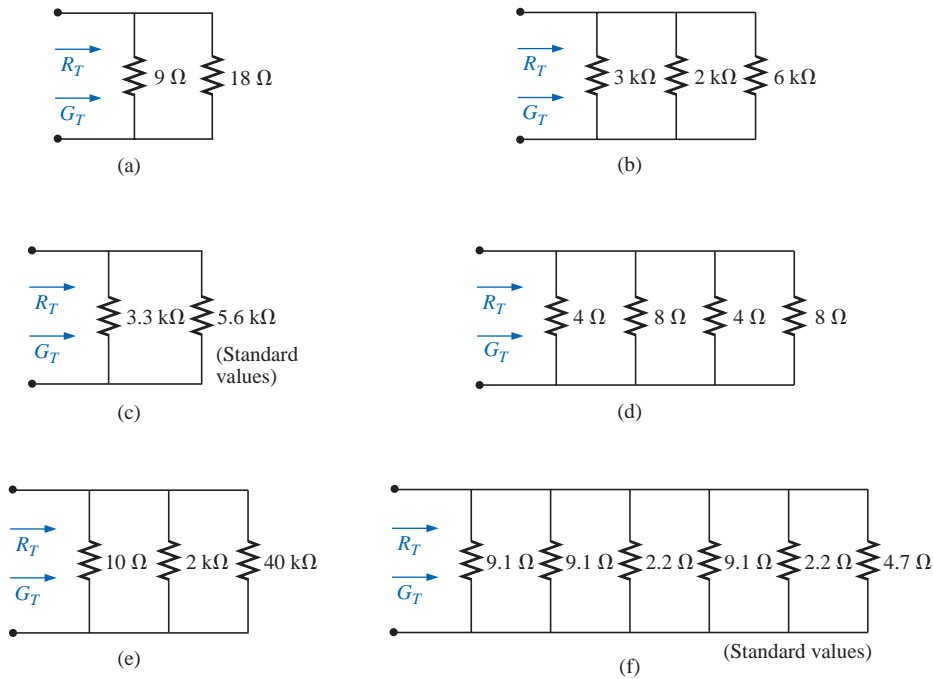 R_T
9 Ω 18 Ω
G_T
(a)
R_T
3 kΩ 2 kΩ 6 kΩ
G_T
(b)
R_T
3.3 kΩ 5.6 kΩ
G_T
(Standard
values)
(c)
R_T
4 Ω 8 Ω 4 Ω 8 Ω
G_T
(d)
R_T
10 Ω 2 kΩ 40 kΩ
G_T
(e)
R_T
9.1 Ω 9.1 Ω 2.2 Ω 9.1 Ω 2.2 Ω 4.7 Ω
G_T
(Standard values)
(f)